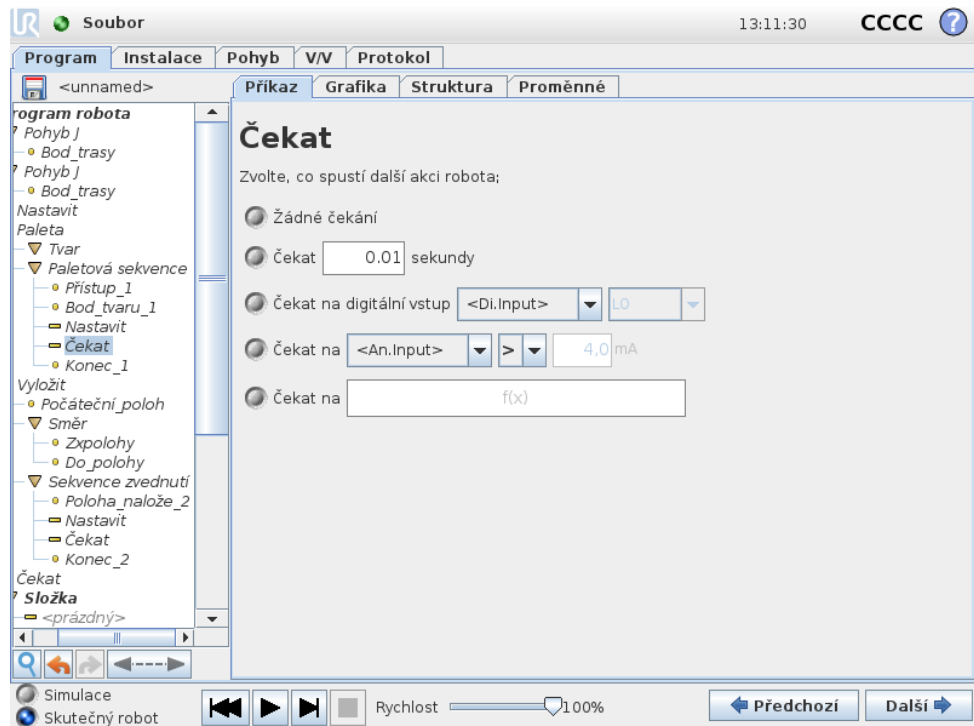 UR Soubor 13:11:30 CCCC ?
Program Instalace Pohyb V/V Protokol
<unnamed>
Příkaz Grafika Struktura Proměnné
rogram robota
Pohyb J
Bod_trasy
Pohyb J
Bod_trasy
Nastavit
Paleta
Tvar
Paletová sekvence
Přístup_1
Bod_tvaru_1
Nastavit
Čekat
Konec_1
Vyložit
Počáteční_poloh
Směr
Zxpolohy
Do_polohy
Sekvence zvednutí
Poloha_nalože_2
Nastavit
Čekat
Konec_2
Čekat
Složka
<prázdný>
Čekat
Zvolte, co spustí další akci robota;
Žádné čekání
Čekat 0.01 sekundy
Čekat na digitální vstup <Di.Input> LO
Čekat na <An.Input> > 4,0 mA
Čekat na f(x)
Simulace
Skutečný robot
Rychlost 100%
Předchozí Další